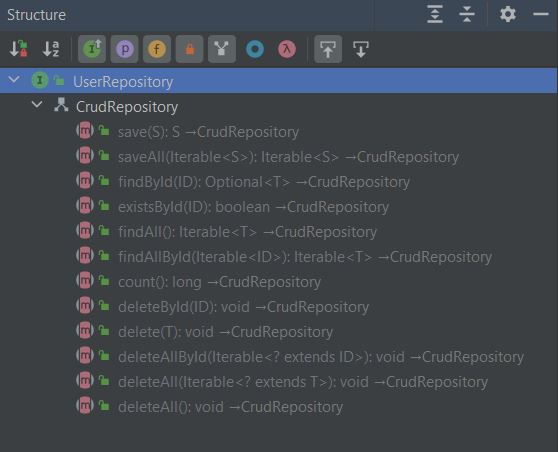 Structure
UserRepository
CrudRepository
save(S): S →CrudRepository
saveAll(Iterable<S>): Iterable<S> →CrudRepository
findById(ID): Optional<T> →CrudRepository
existsById(ID): boolean →CrudRepository
findAll(): Iterable<T> →CrudRepository
findAllById(Iterable<ID>): Iterable<T> →CrudRepository
count(): long →CrudRepository
deleteById(ID): void →CrudRepository
delete(T): void →CrudRepository
deleteAllById(Iterable<? extends ID>): void →CrudRepository
deleteAll(Iterable<? extends T>): void →CrudRepository
deleteAll(): void →CrudRepository